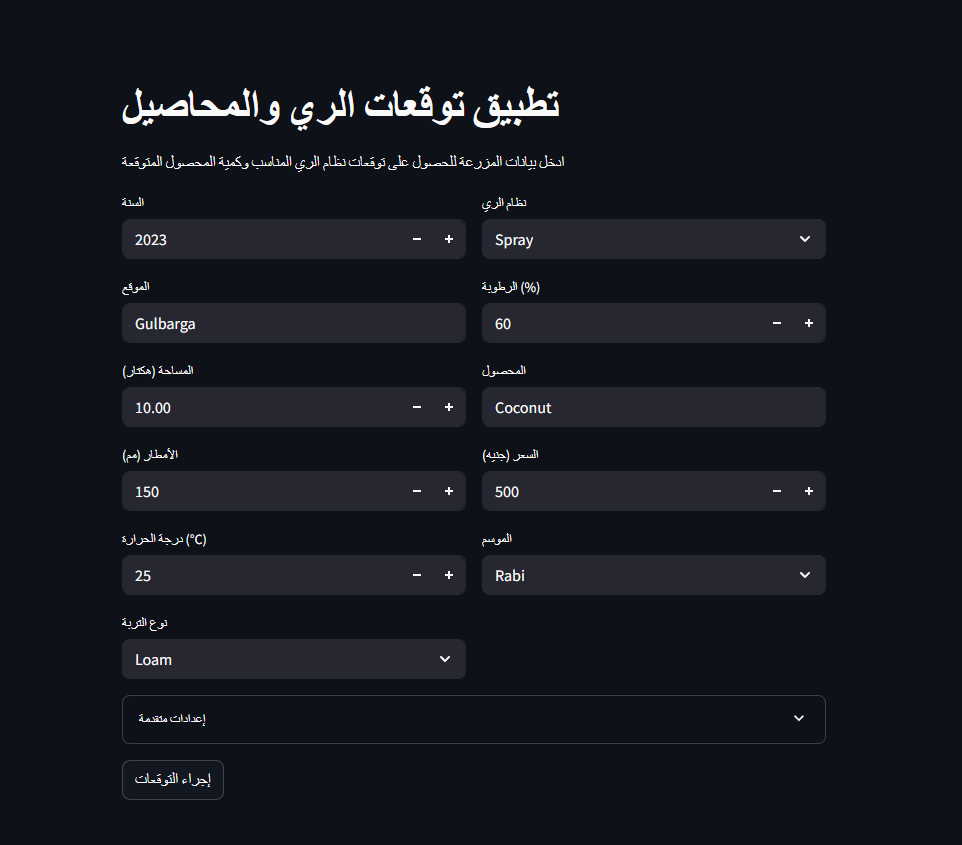 تطبيق توقعات الري والمحاصيل
ادخل بيانات المزرعة للحصول على توقعات نظام الري المناسب وكمية المحصول المتوقعة
السنة
2023
الموقع
Gulbarga
المساحة (هكتار)
10.00
الأمطار (مم)
150
درجة الحرارة (°C)
25
نوع التربة
Loam
نظام الري
Spray
الرطوبة (%)
60
المحصول
Coconut
السعر (جنيه)
500
الموسم
Rabi
إعدادات متقدمة
إجراء التوقعات